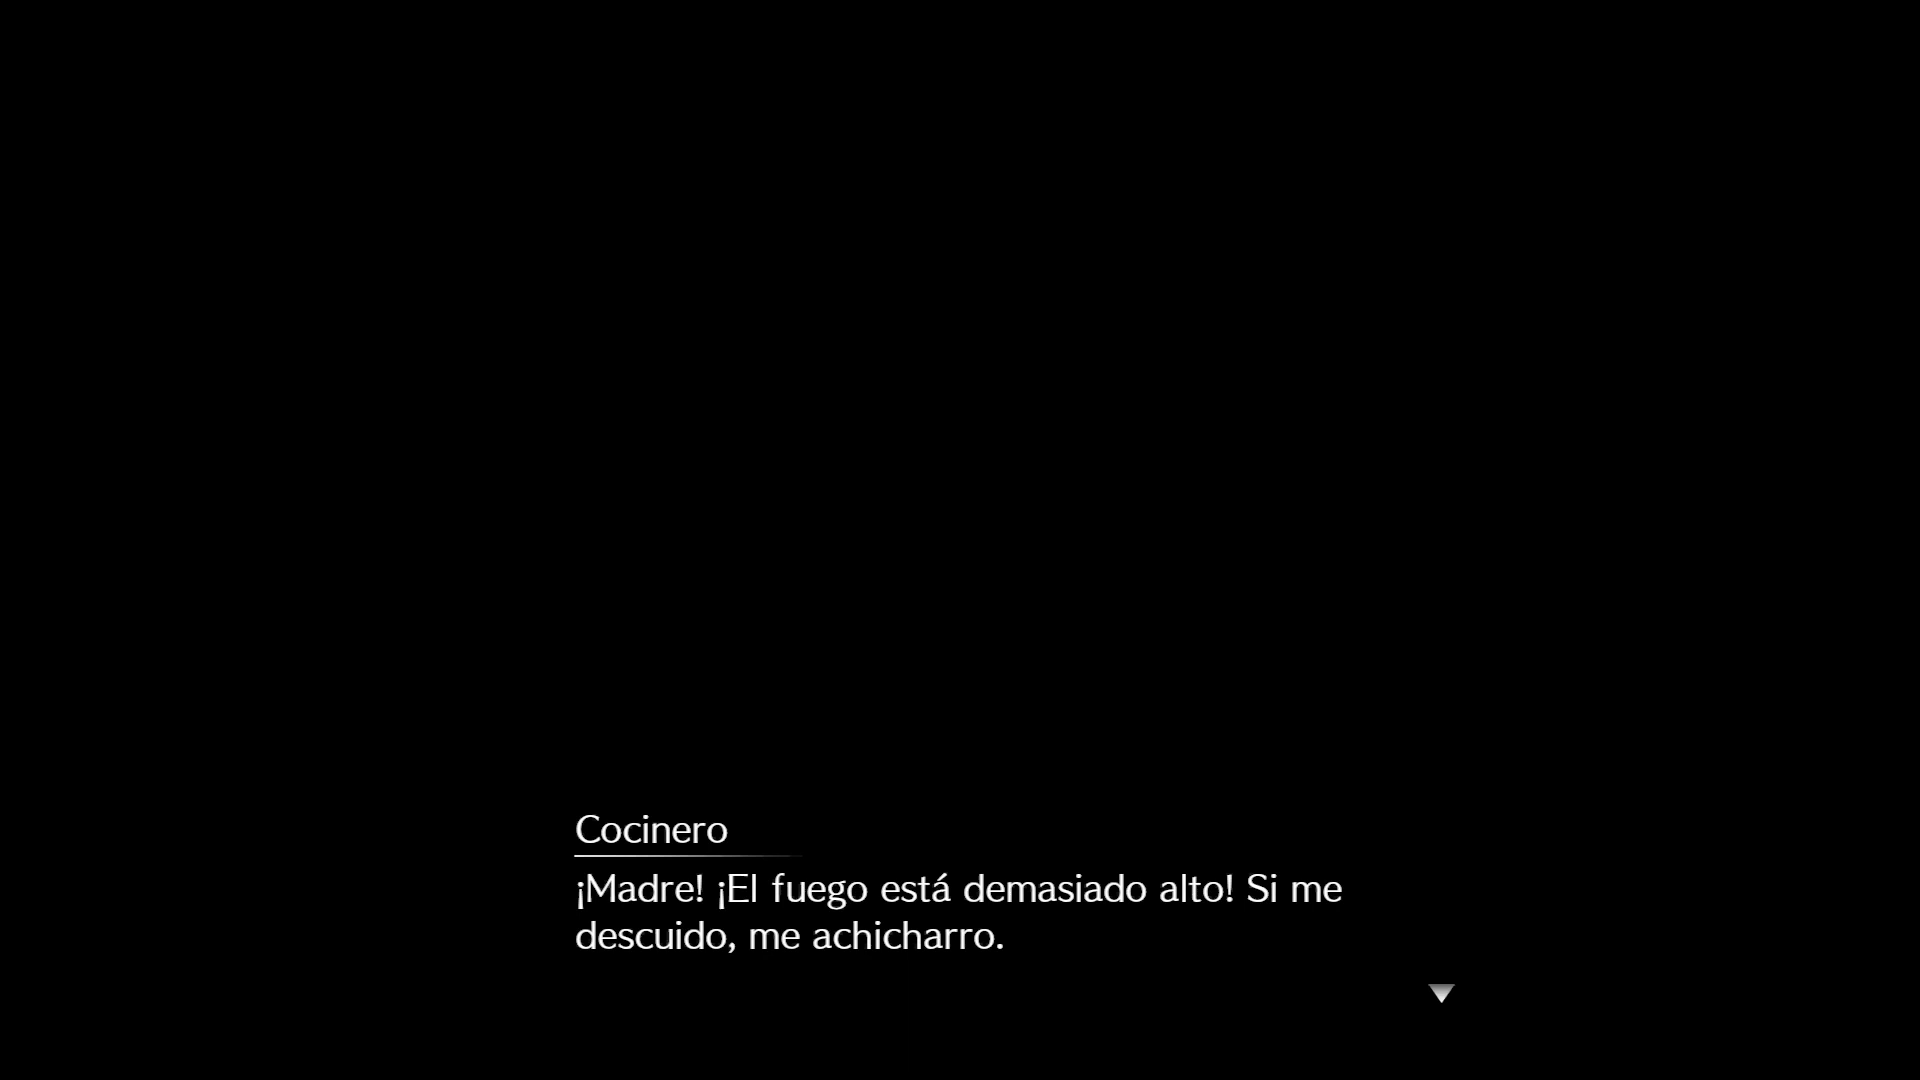 Cocinero
¡Madre! ¡El fuego está demasiado alto! Si me
descuido, me achicharro.